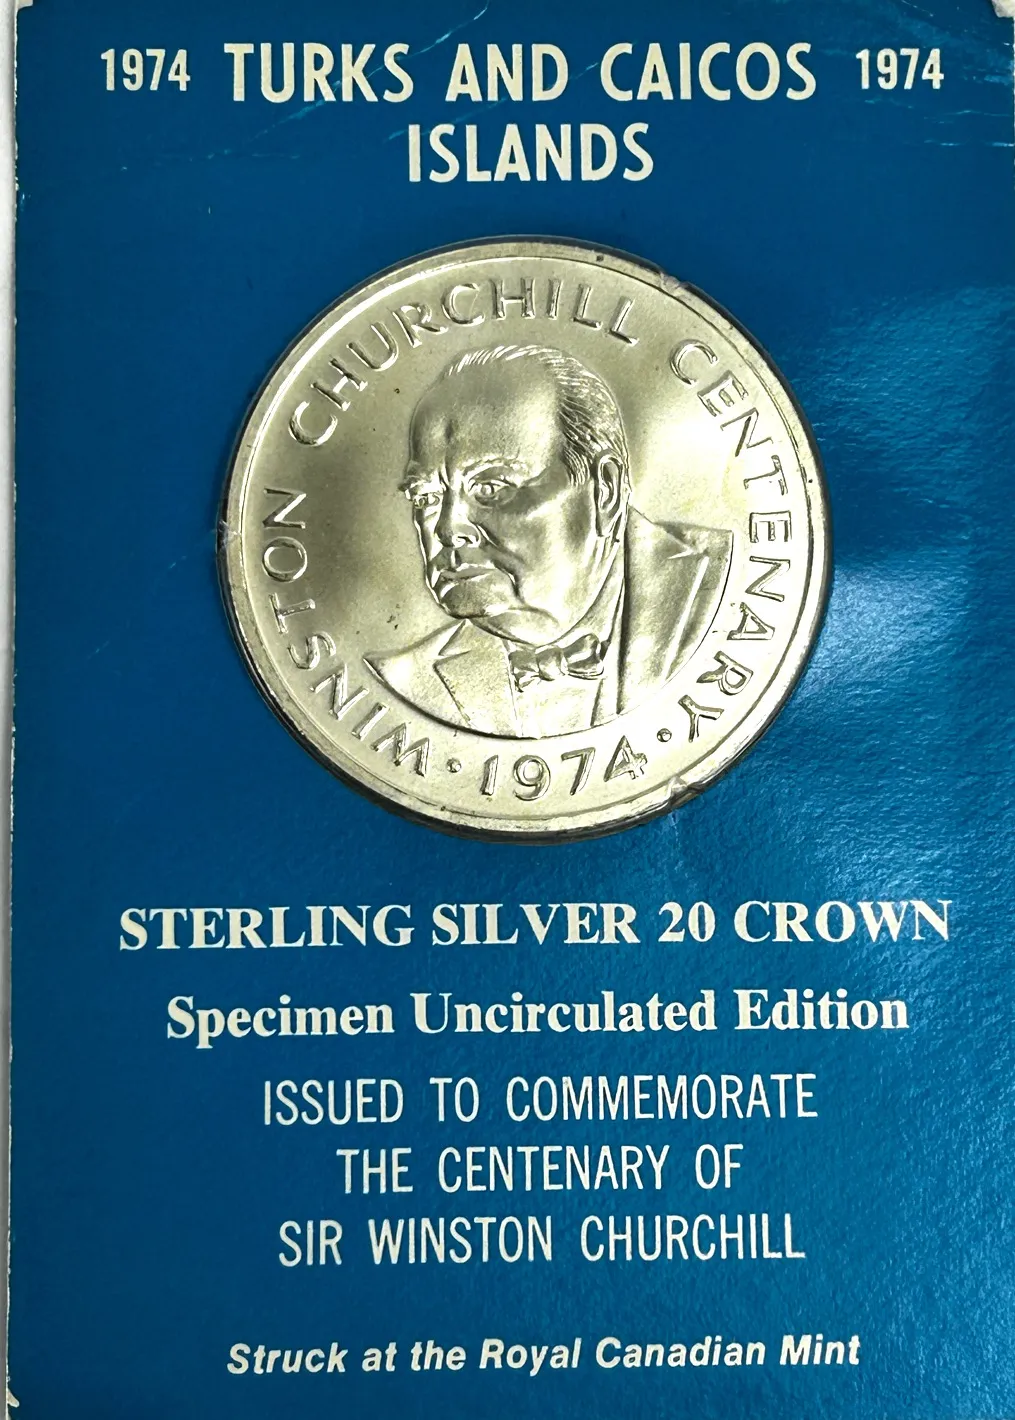 1974 TURKS AND CAICOS 1974
ISLANDS
WINSTON CHURCHILL CENTENARY
· 1974 ·
STERLING SILVER 20 CROWN
Specimen Uncirculated Edition
ISSUED TO COMMEMORATE
THE CENTENARY OF
SIR WINSTON CHURCHILL
Struck at the Royal Canadian Mint